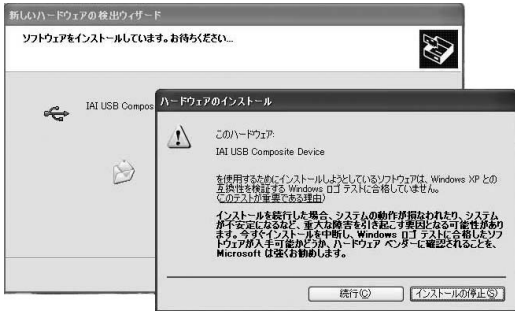 新しいハードウェアの検出ウィザード
ソフトウェアをインストールしています。お待ちください...
IAI USB Compos
ハードウェアのインストール
このハードウェア:
IAI USB Composite Device
を使用するためにインストールしようとしているソフトウェアは、Windows XP との
互換性を検証する Windows ロゴ テストに合格していません。
(このテストが重要である理由)
インストールを続行した場合、システムの動作が損なわれたり、システム
が不安定になるなど、重大な障害を引き起こす要因となる可能性があり
ます。今すぐインストールを中断し、Windows ロゴ テストに合格したソフ
トウェアが入手可能かどうか、ハードウェア ベンダーに確認されることを、
Microsoft は強くお勧めします。
続行(C) インストールの停止(S)